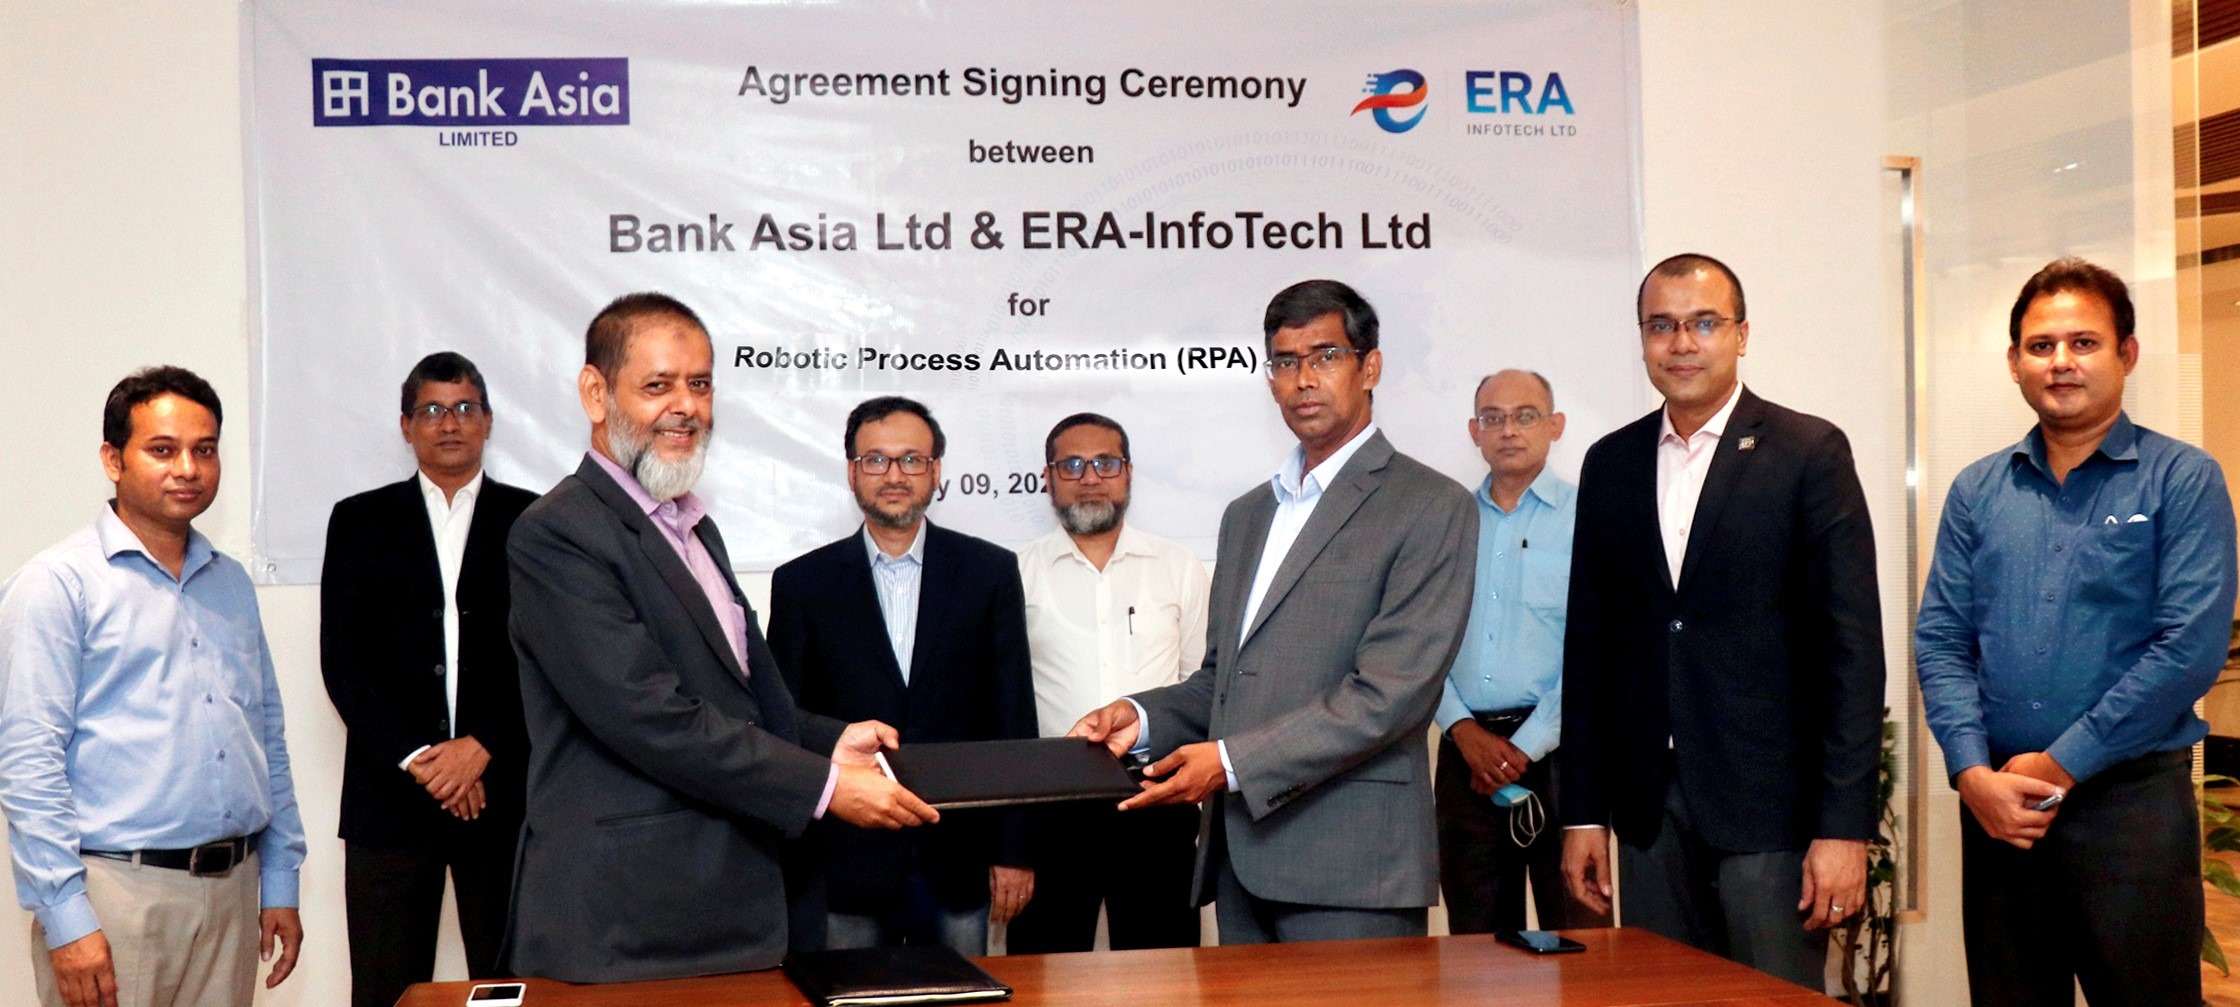 Bank Asia
LIMITED
Agreement Signing Ceremony
ERA
INFOTECH LTD
between
Bank Asia Ltd & ERA-InfoTech Ltd
for
Robotic Process Automation (RPA)
09,